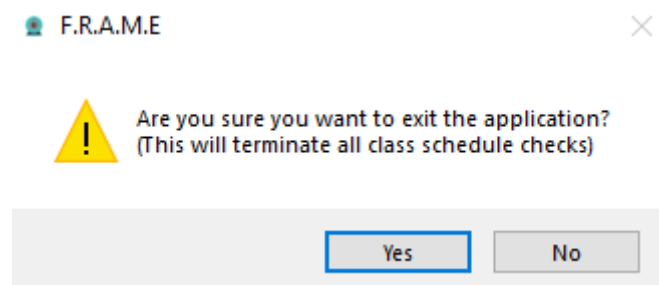 F.R.A.M.E
Are you sure you want to exit the application?
(This will terminate all class schedule checks)
Yes
No